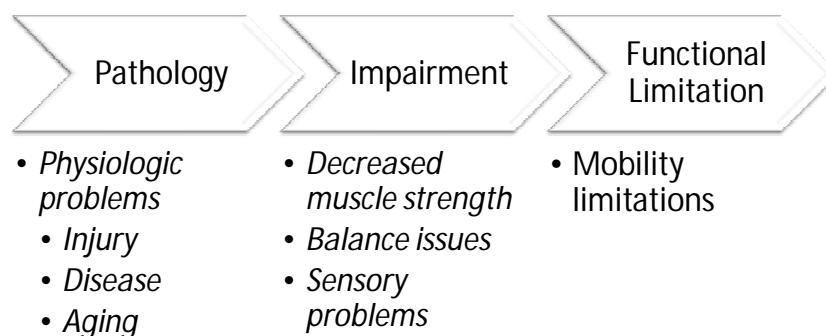 Pathology
Impairment
Functional
Limitation
• Physiologic
problems
• Injury
• Disease
• Aging
• Decreased
muscle strength
• Balance issues
• Sensory
problems
• Mobility
limitations